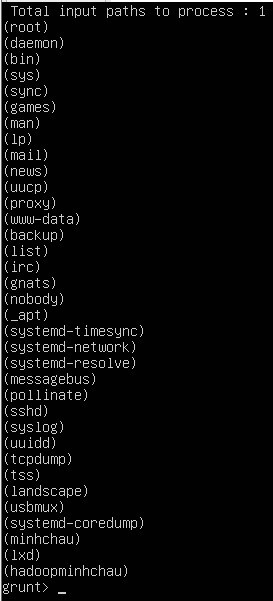 Total input paths to process : 1
(root)
(daemon)
(bin)
(sys)
(sync)
(games)
(man)
(lp)
(mail)
(news)
(uucp)
(proxy)
(www-data)
(backup)
(list)
(irc)
(gnats)
(nobody)
(_apt)
(systemd-timesync)
(systemd-network)
(systemd-resolve)
(messagebus)
(pollinate)
(sshd)
(syslog)
(uuidd)
(tcpdump)
(tss)
(landscape)
(usbmux)
(systemd-coredump)
(minhchau)
(lxd)
(hadoopminhchau)
grunt> _